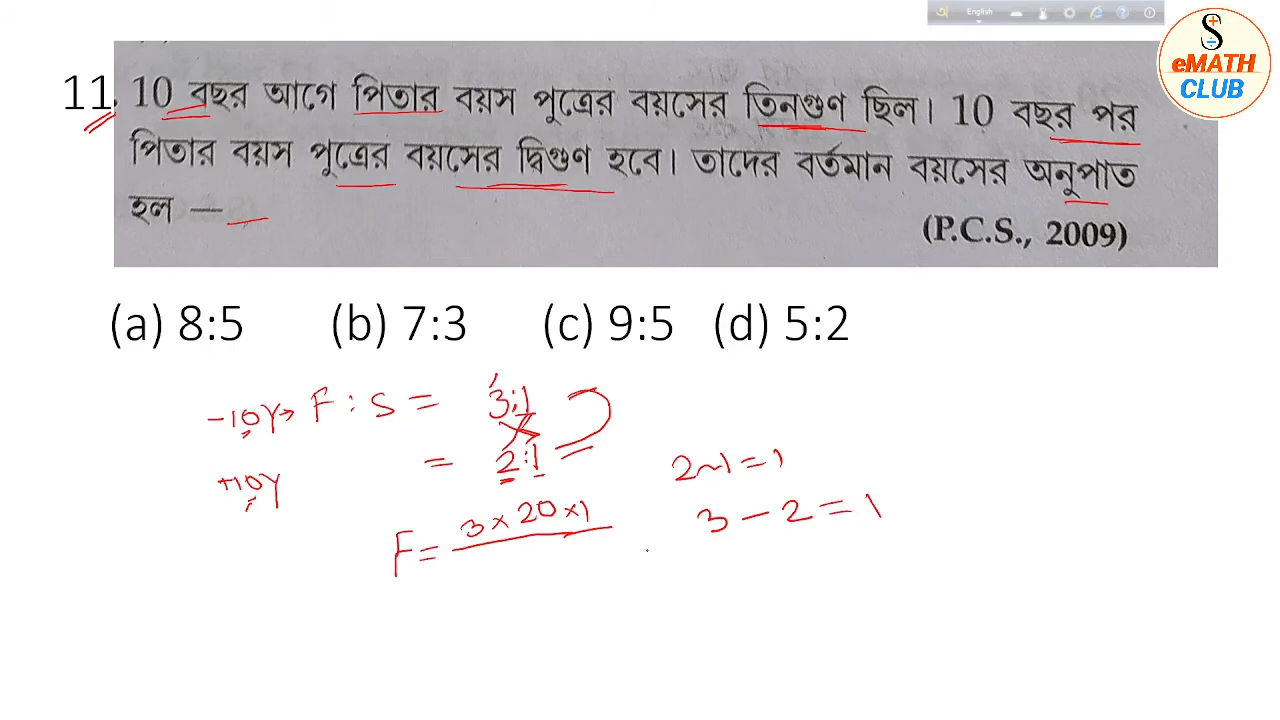 English
S
eMATH
CLUB
11. 10 বছর আগে পিতার বয়স পুত্রের বয়সের তিনগুণ ছিল। 10 বছর পর
পিতার বয়স পুত্রের বয়সের দ্বিগুণ হবে। তাদের বর্তমান বয়সের অনুপাত
হল —
(P.C.S., 2009)
(a) 8:5 (b) 7:3 (c) 9:5 (d) 5:2
-10Y→ F : S = 3:1
+10Y = 2:1
2~1=1
3 - 2 = 1
F = 3 × 20 × 1